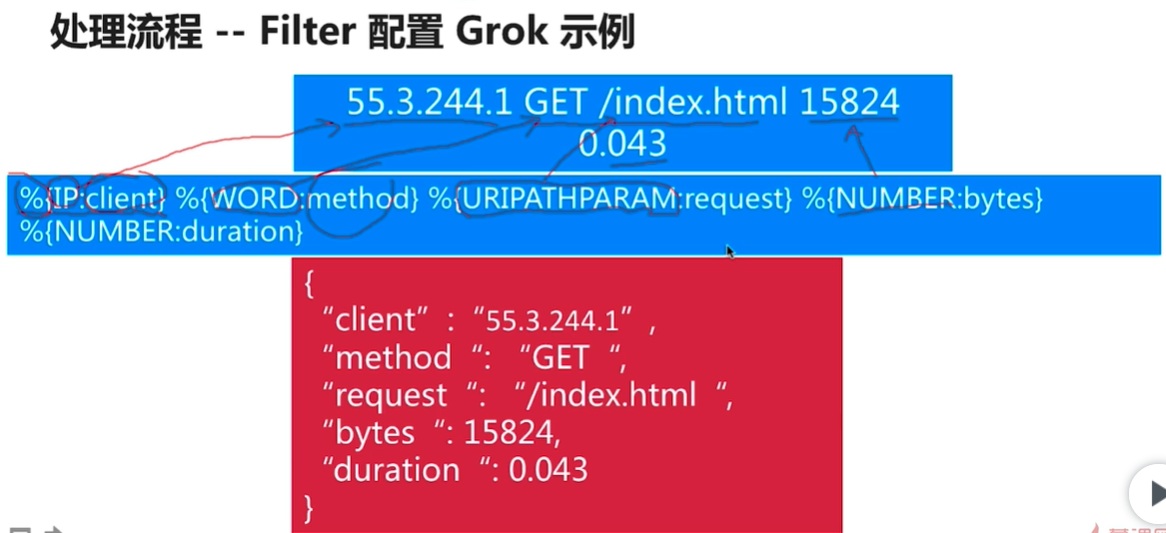 处理流程 -- Filter 配置 Grok 示例
55.3.244.1 GET /index.html 15824
0.043
%{IP:client} %{WORD:method} %{URIPATHPARAM:request} %{NUMBER:bytes}
%{NUMBER:duration}
{
“client” : “55.3.244.1” ,
“method “: “GET “,
“request “: “/index.html “,
“bytes “: 15824,
“duration “: 0.043
}